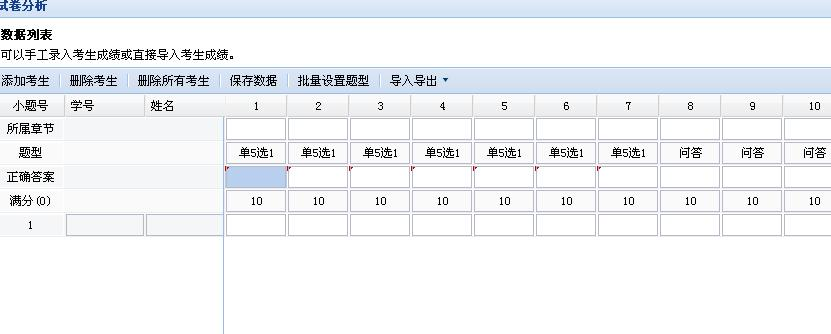 试卷分析
数据列表
可以手工录入考生成绩或直接导入考生成绩。
添加考生 删除考生 删除所有考生 保存数据 批量设置题型 导入导出
小题号 学号 姓名 1 2 3 4 5 6 7 8 9 10
所属章节
题型 单5选1 单5选1 单5选1 单5选1 单5选1 单5选1 单5选1 问答 问答 问答
正确答案
满分(0) 10 10 10 10 10 10 10 10 10 10
1